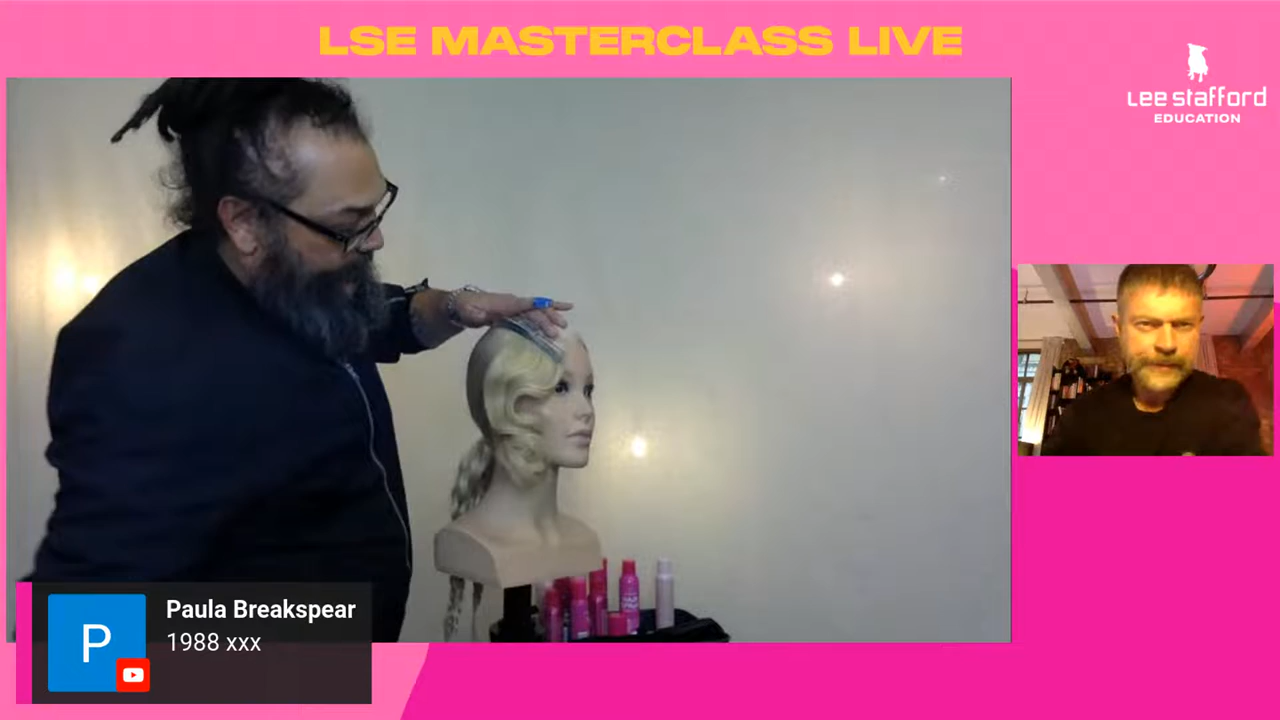 LSE MASTERCLASS LIVE
Lee stafford
EDUCATION
P
Paula Breakspear
1988 xxx